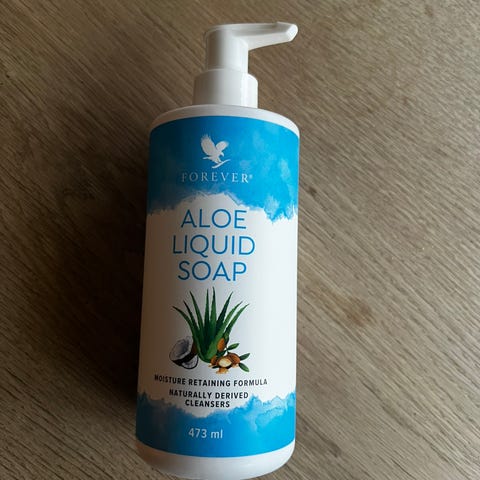 FOREVER®
ALOE
LIQUID
SOAP
MOISTURE RETAINING FORMULA
NATURALLY DERIVED
CLEANSERS
473 ml